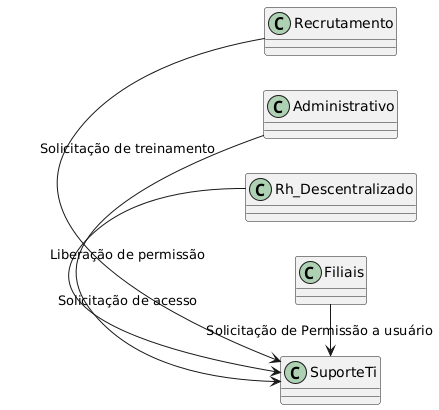 C Recrutamento
Solicitação de treinamento
C Administrativo
C Rh_Descentralizado
Liberação de permissão
C Filiais
Solicitação de acesso
Solicitação de Permissão a usuário
C SuporteTi